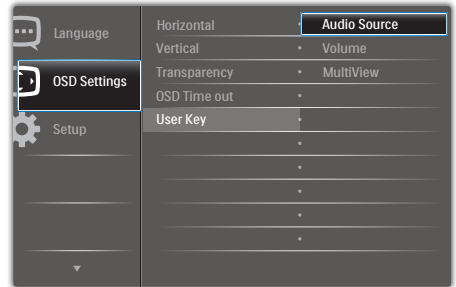 Language
OSD Settings
Setup
Horizontal
Vertical
Transparency
OSD Time out
User Key
Audio Source
Volume
MultiView